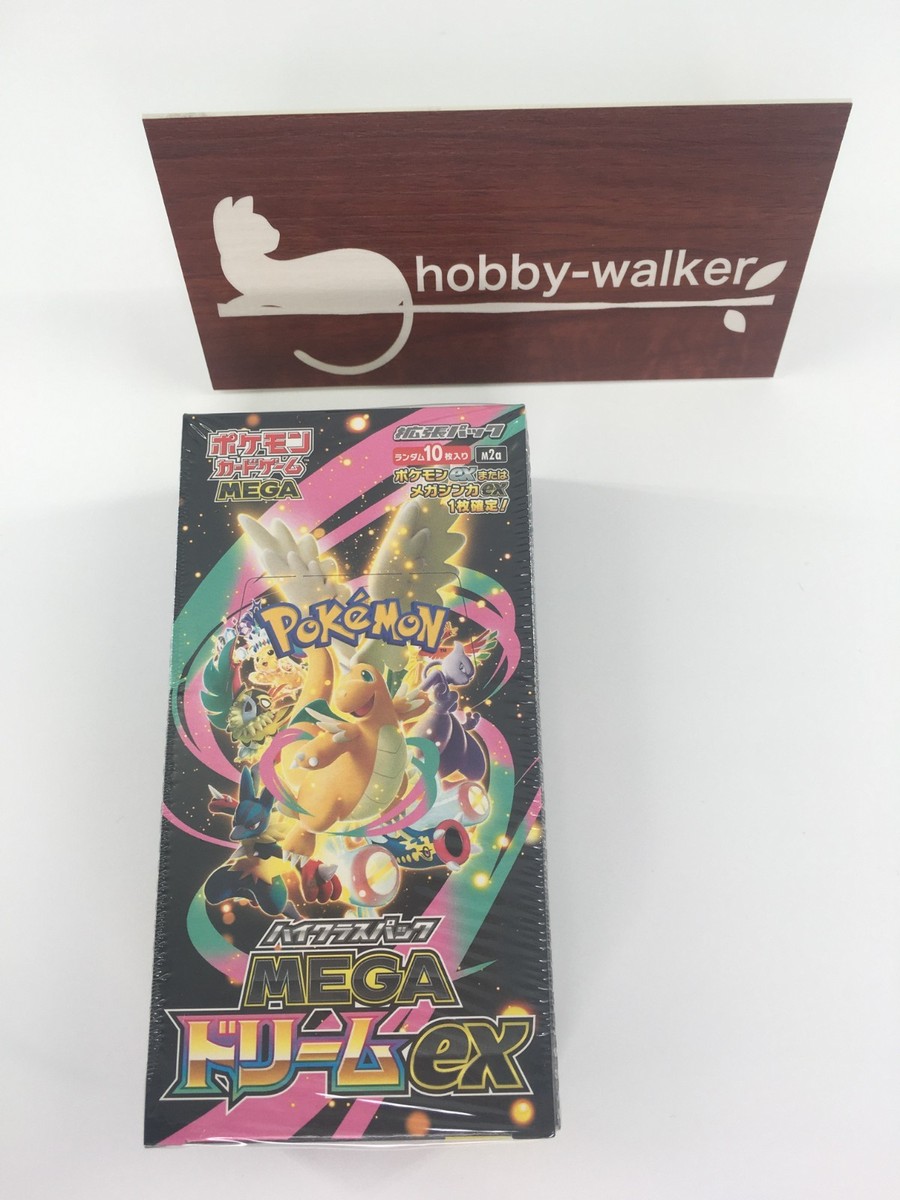 hobby-walker
ポケモン
カードゲーム
MEGA
拡張パック
ランダム10枚入り M2a
ポケモンexまたは
メガシンカex
1枚確定!
POKéMON
TM
ハイクラスパック
MEGA
ドリームex